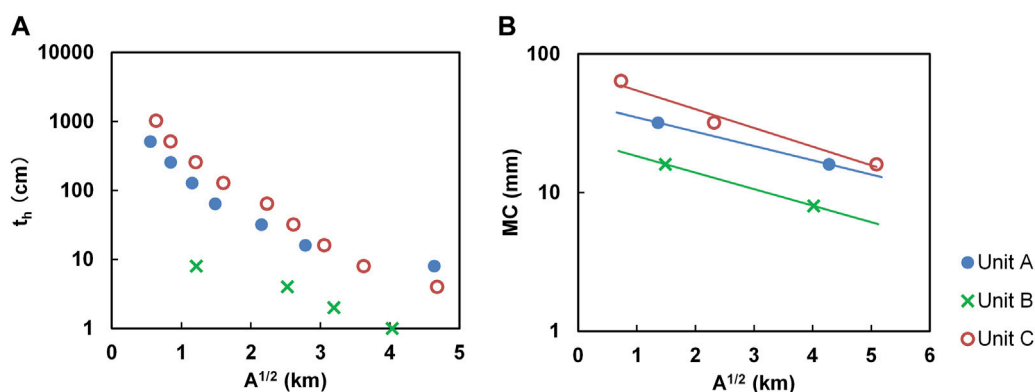 A
10000
1000
100
10
1
0 1 2 3 4 5
t_h (cm)
A^{1/2} (km)
B
100
10
1
0 1 2 3 4 5 6
MC (mm)
A^{1/2} (km)
Unit A
Unit B
Unit C